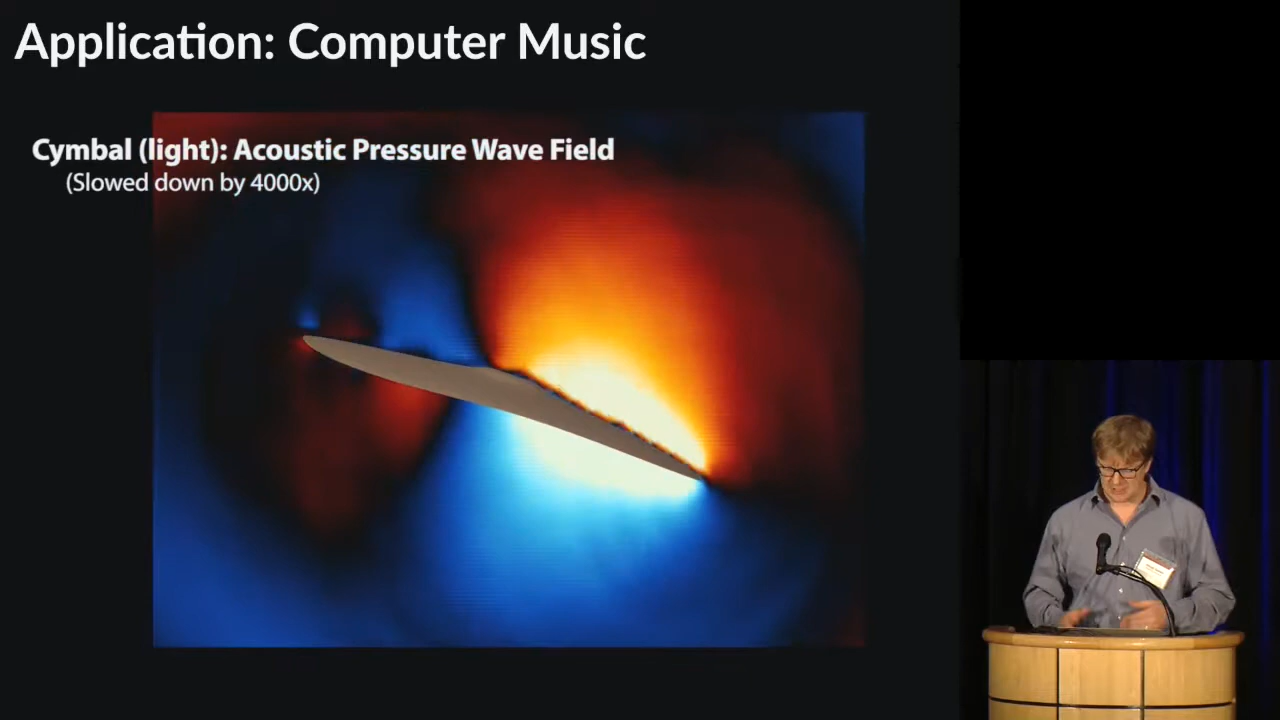 Application: Computer Music
Cymbal (light): Acoustic Pressure Wave Field
(Slowed down by 4000x)